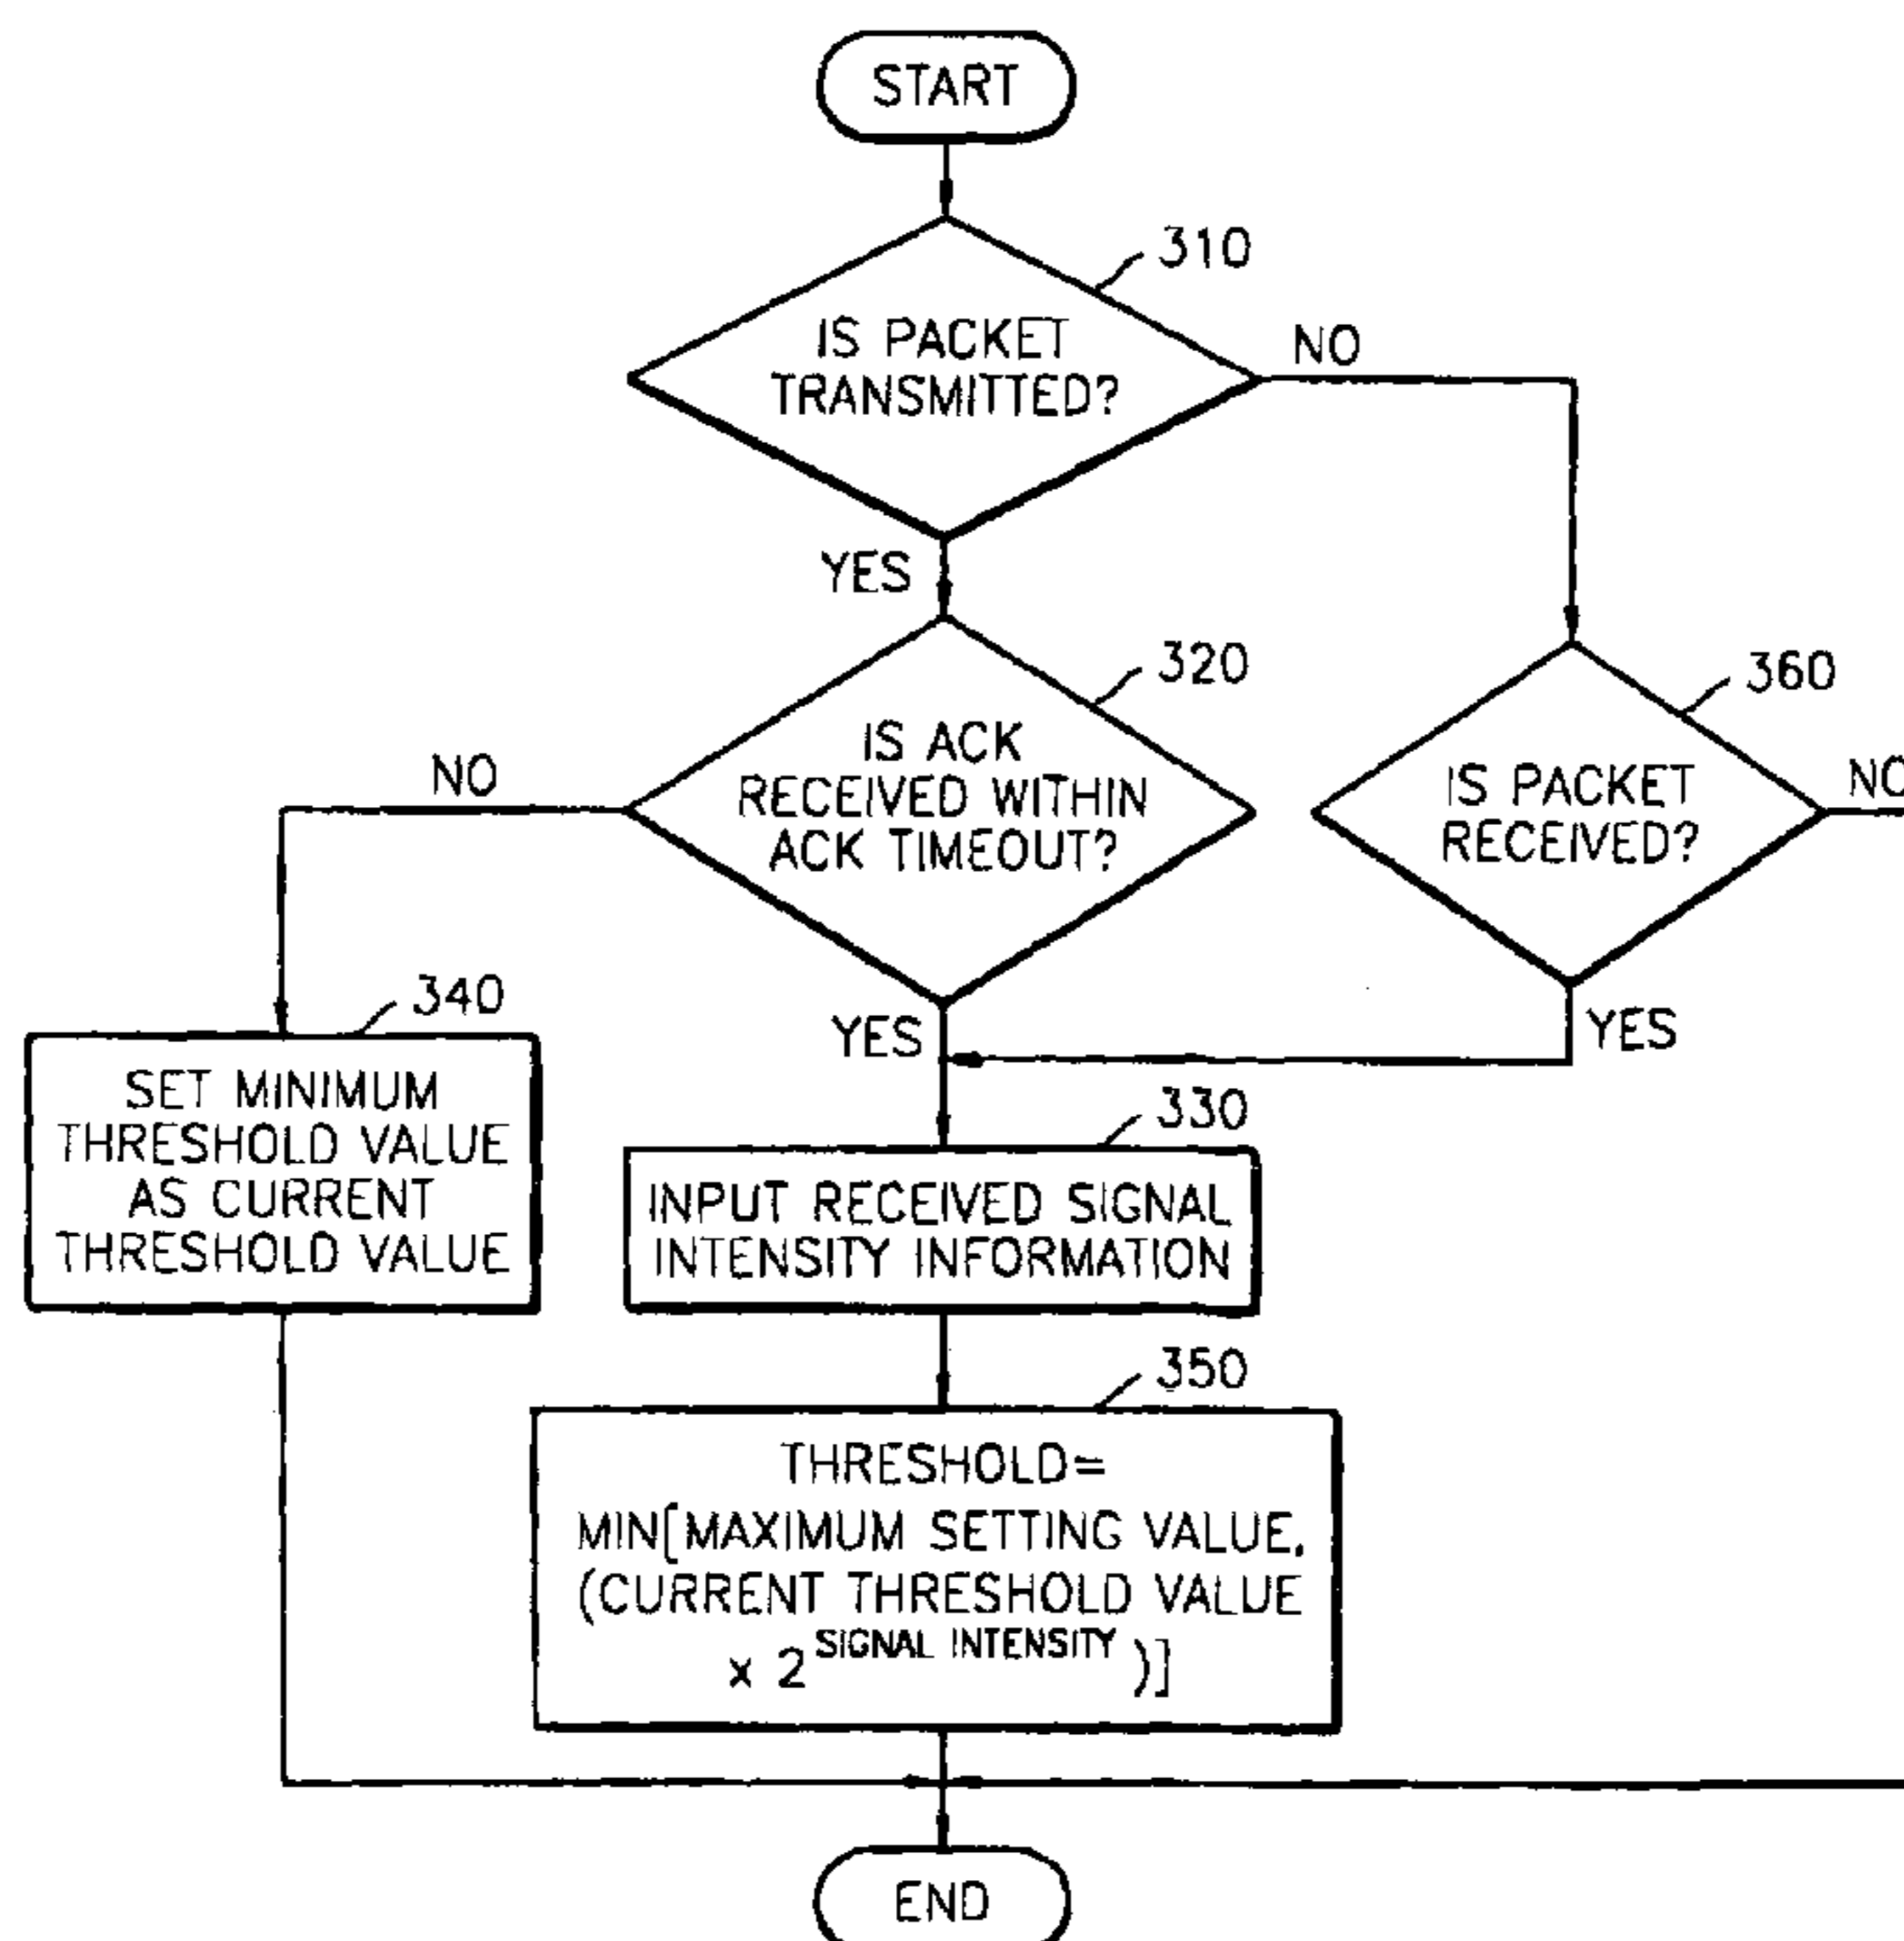 START
310
IS PACKET
TRANSMITTED?
NO
YES
320
IS ACK
RECEIVED WITHIN
ACK TIMEOUT?
NO
360
IS PACKET
RECEIVED?
NO
YES
YES
340
SET MINIMUM
THRESHOLD VALUE
AS CURRENT
THRESHOLD VALUE
330
INPUT RECEIVED SIGNAL
INTENSITY INFORMATION
350
THRESHOLD=
MIN[MAXIMUM SETTING VALUE,
(CURRENT THRESHOLD VALUE
x 2 SIGNAL INTENSITY )]
END